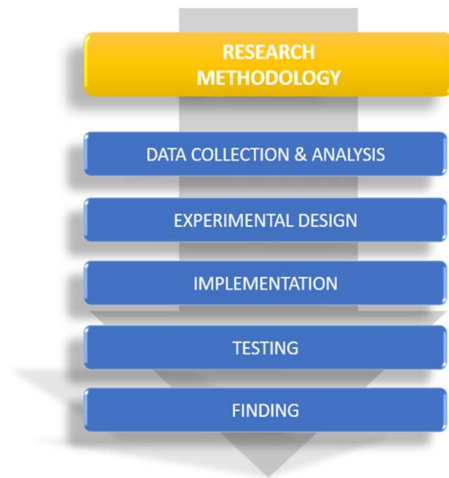 RESEARCH
METHODOLOGY
DATA COLLECTION & ANALYSIS
EXPERIMENTAL DESIGN
IMPLEMENTATION
TESTING
FINDING